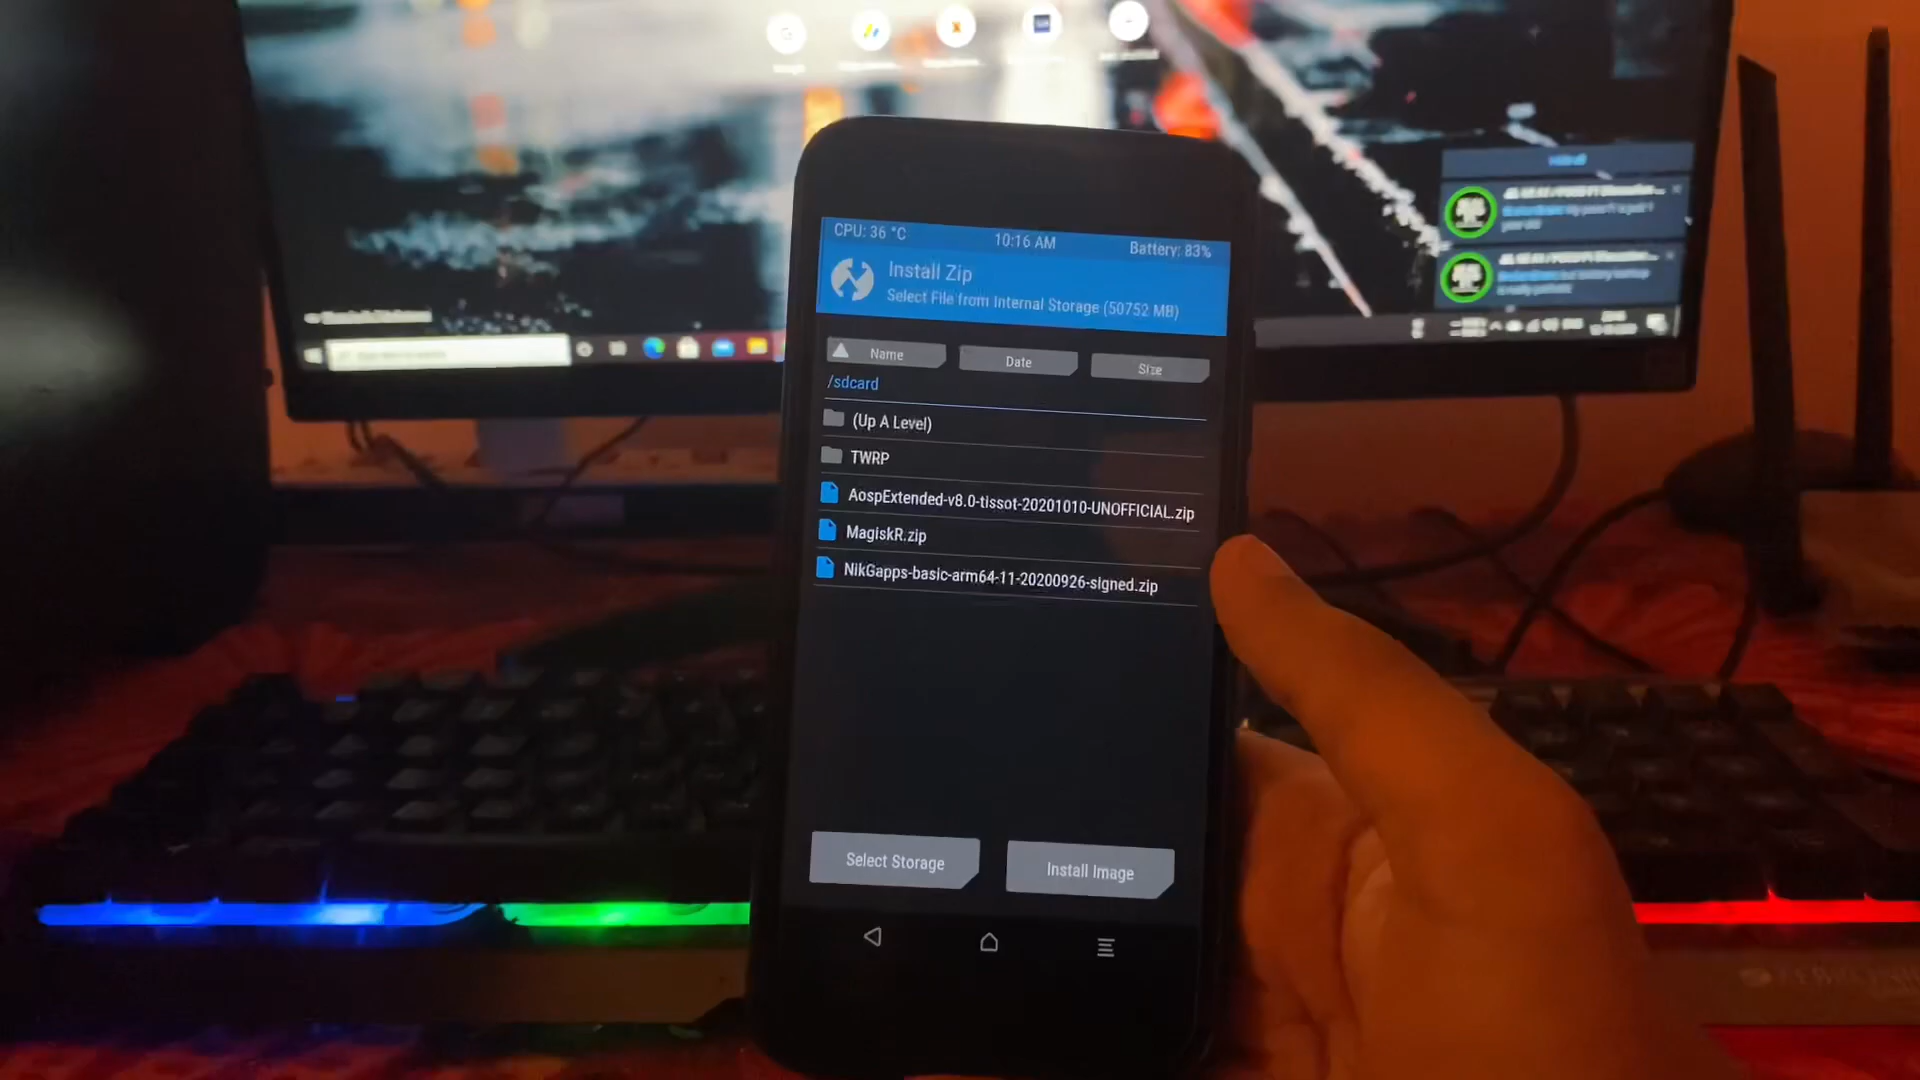 CPU: 36 °C
10:16 AM
Battery: 83%
Install Zip
Select File from Internal Storage (50752 MB)
Name
Date
Size
/sdcard
(Up A Level)
TWRP
AospExtended-v8.0-tissot-20201010-UNOFFICIAL.zip
MagiskR.zip
NikGapps-basic-arm64-11-20200926-signed.zip
Select Storage
Install Image